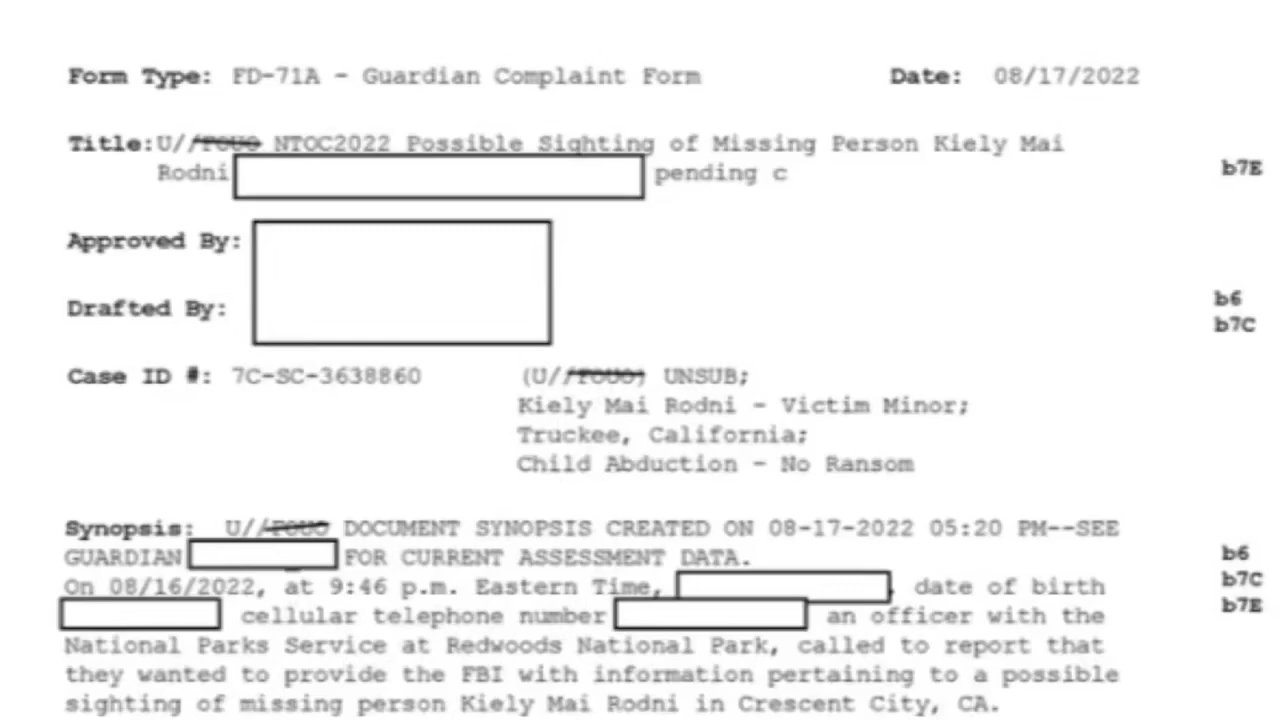 Form Type: FD-71A - Guardian Complaint Form Date: 08/17/2022
Title: U//FOUO NTOC2022 Possible Sighting of Missing Person Kiely Mai
Rodni pending c b7E
Approved By:
Drafted By: b6
b7C
Case ID #: 7C-SC-3638860 (U//FOUO) UNSUB;
Kiely Mai Rodni - Victim Minor;
Truckee, California;
Child Abduction - No Ransom
Synopsis: U//FOUO DOCUMENT SYNOPSIS CREATED ON 08-17-2022 05:20 PM--SEE
GUARDIAN FOR CURRENT ASSESSMENT DATA. b6
On 08/16/2022, at 9:46 p.m. Eastern Time, , date of birth b7C
cellular telephone number an officer with the b7E
National Parks Service at Redwoods National Park, called to report that
they wanted to provide the FBI with information pertaining to a possible
sighting of missing person Kiely Mai Rodni in Crescent City, CA.